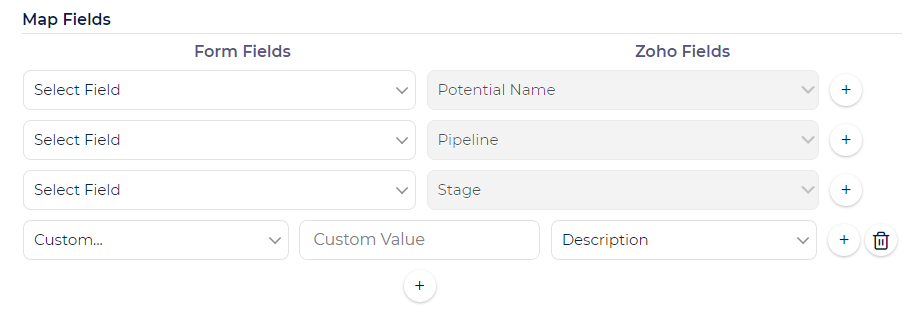 Map Fields
Form Fields Zoho Fields
Select Field Potential Name +
Select Field Pipeline +
Select Field Stage +
Custom... Custom Value Description +
+